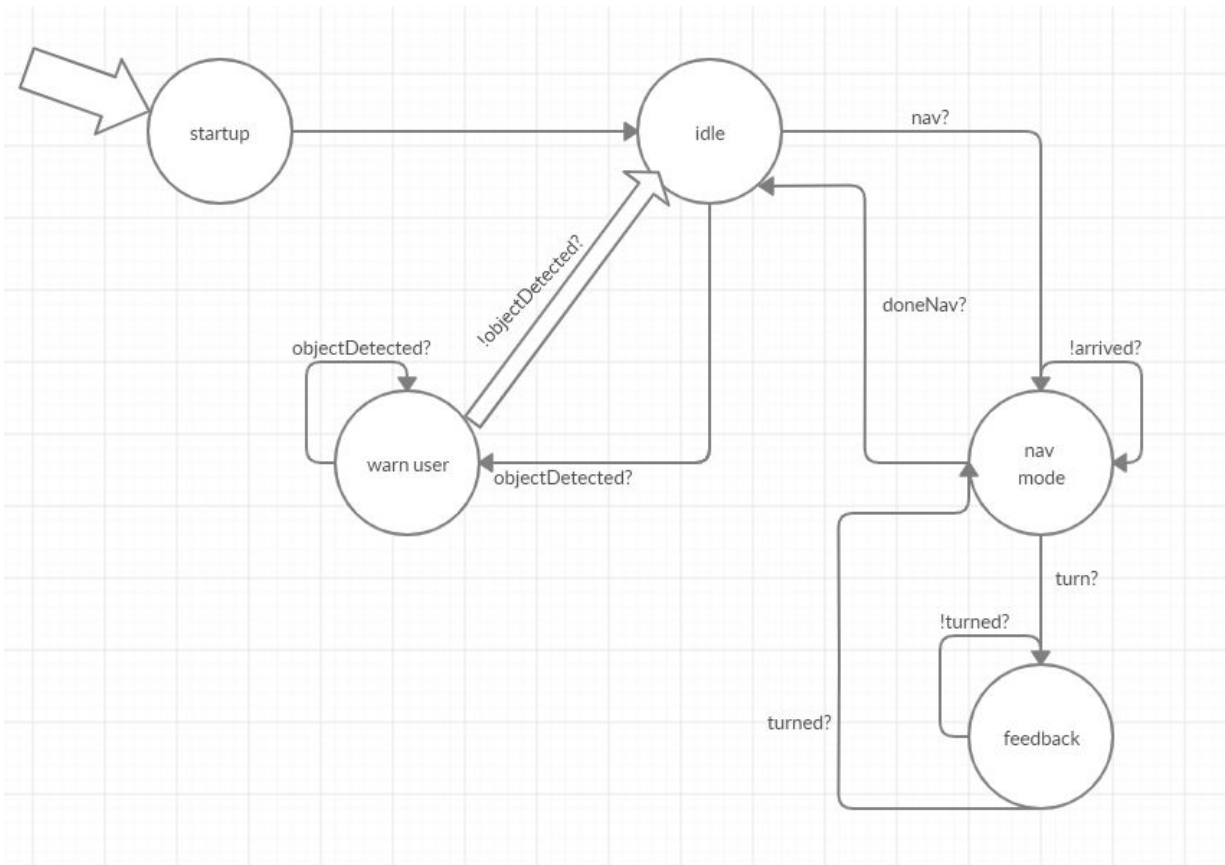 startup
idle
nav?
!objectDetected?
doneNav?
objectDetected?
!arrived?
warn user
objectDetected?
nav
mode
turn?
!turned?
turned?
feedback